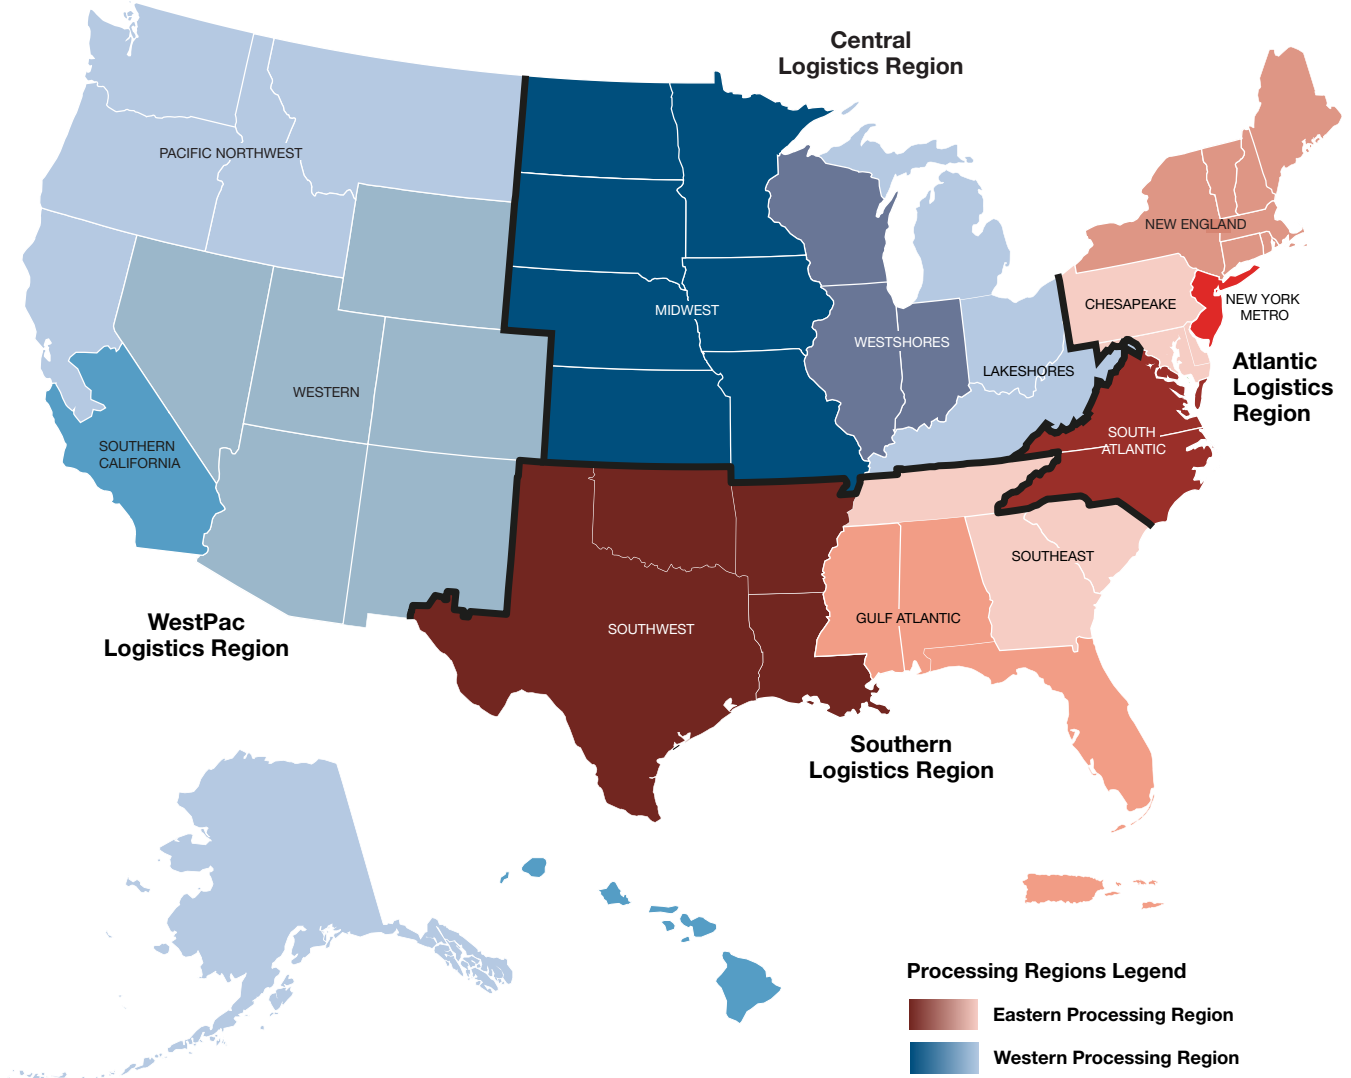 Central
Logistics Region
PACIFIC NORTHWEST
NEW ENGLAND
CHESAPEAKE
NEW YORK
METRO
MIDWEST
WESTSHORES
LAKESHORES
Atlantic
Logistics
Region
WESTERN
SOUTHERN
CALIFORNIA
SOUTH
ATLANTIC
SOUTHEAST
WestPac
Logistics Region
SOUTHWEST
GULF ATLANTIC
Southern
Logistics Region
Processing Regions Legend
Eastern Processing Region
Western Processing Region